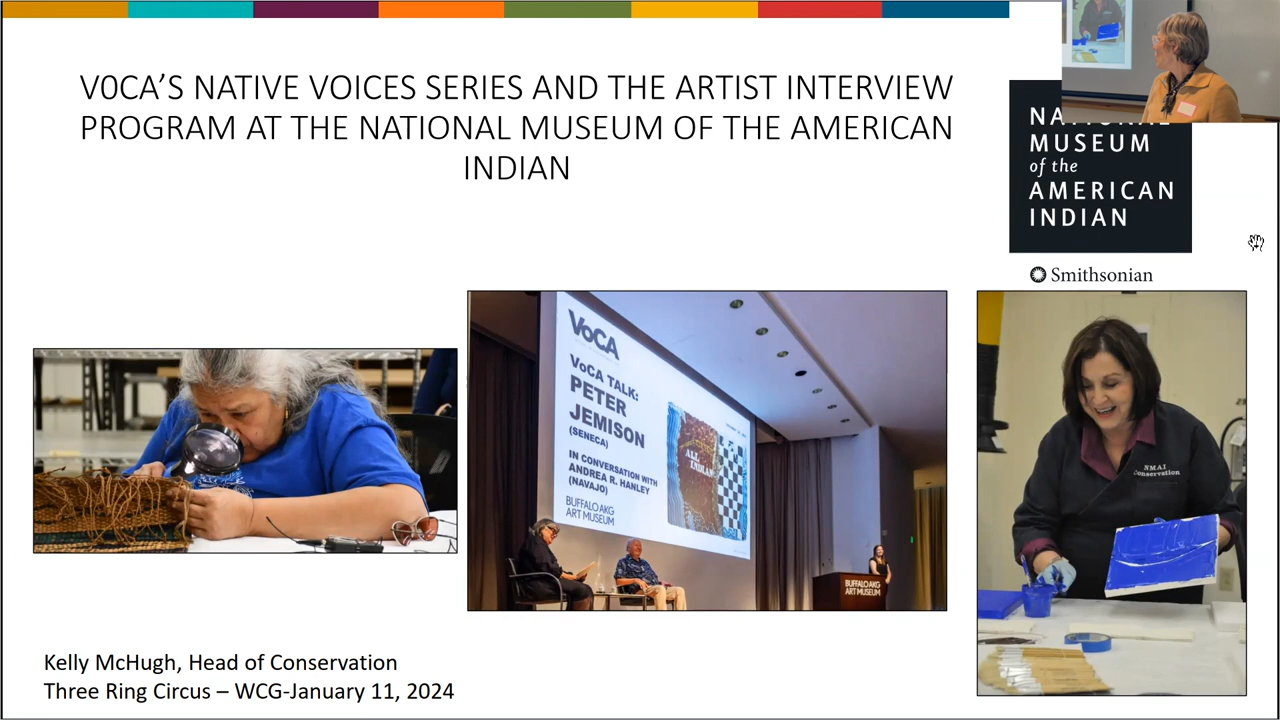 V0CA’S NATIVE VOICES SERIES AND THE ARTIST INTERVIEW
PROGRAM AT THE NATIONAL MUSEUM OF THE AMERICAN
INDIAN
MUSEUM
of the
AMERICAN
INDIAN
Smithsonian
VoCA
VoCA TALK:
PETER
JEMISON
(SENECA)
IN CONVERSATION WITH
ANDREA R. HANLEY
(NAVAJO)
BUFFALO AKG
ART MUSEUM
ALL
INDIAN
BUFFALO AKG
ART MUSEUM
NMAI
Conservation
Kelly McHugh, Head of Conservation
Three Ring Circus – WCG-January 11, 2024